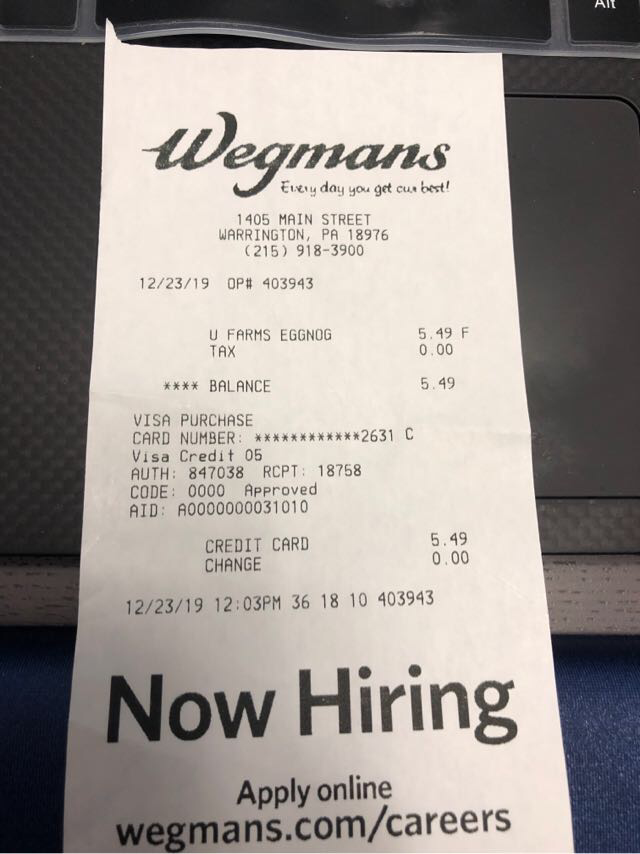 Alt
Wegmans
Every day you get our best!
1405 MAIN STREET
WARRINGTON, PA 18976
(215) 918-3900
12/23/19 OP# 403943
U FARMS EGGNOG 5.49 F
TAX 0.00
**** BALANCE 5.49
VISA PURCHASE
CARD NUMBER: ************2631 C
Visa Credit 05
AUTH: 847038 RCPT: 18758
CODE: 0000 Approved
AID: A0000000031010
CREDIT CARD 5.49
CHANGE 0.00
12/23/19 12:03PM 36 18 10 403943
Now Hiring
Apply online
wegmans.com/careers